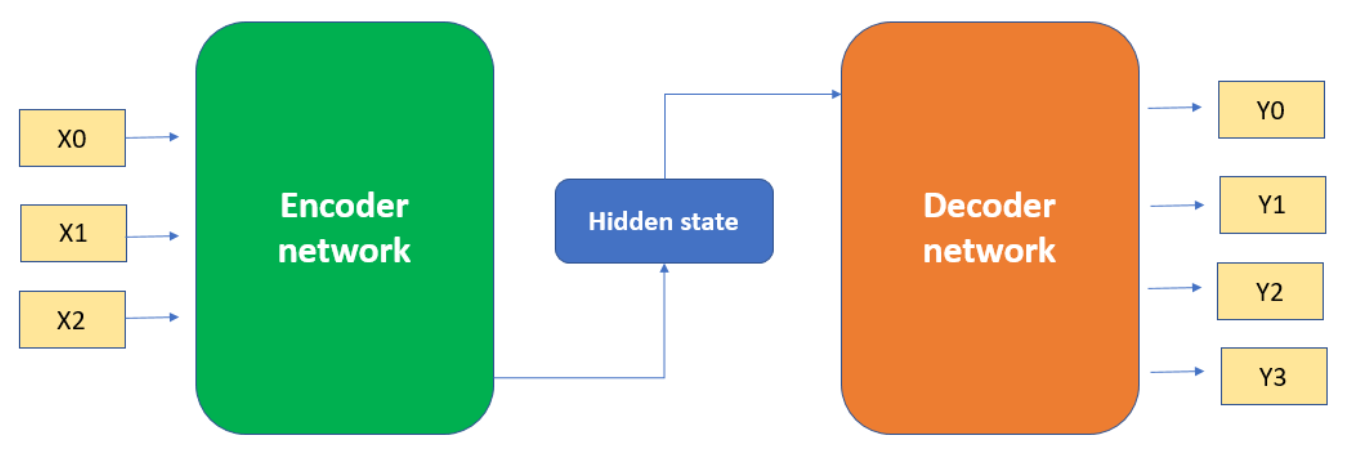 X0
X1
X2
Encoder
network
Hidden state
Decoder
network
Y0
Y1
Y2
Y3